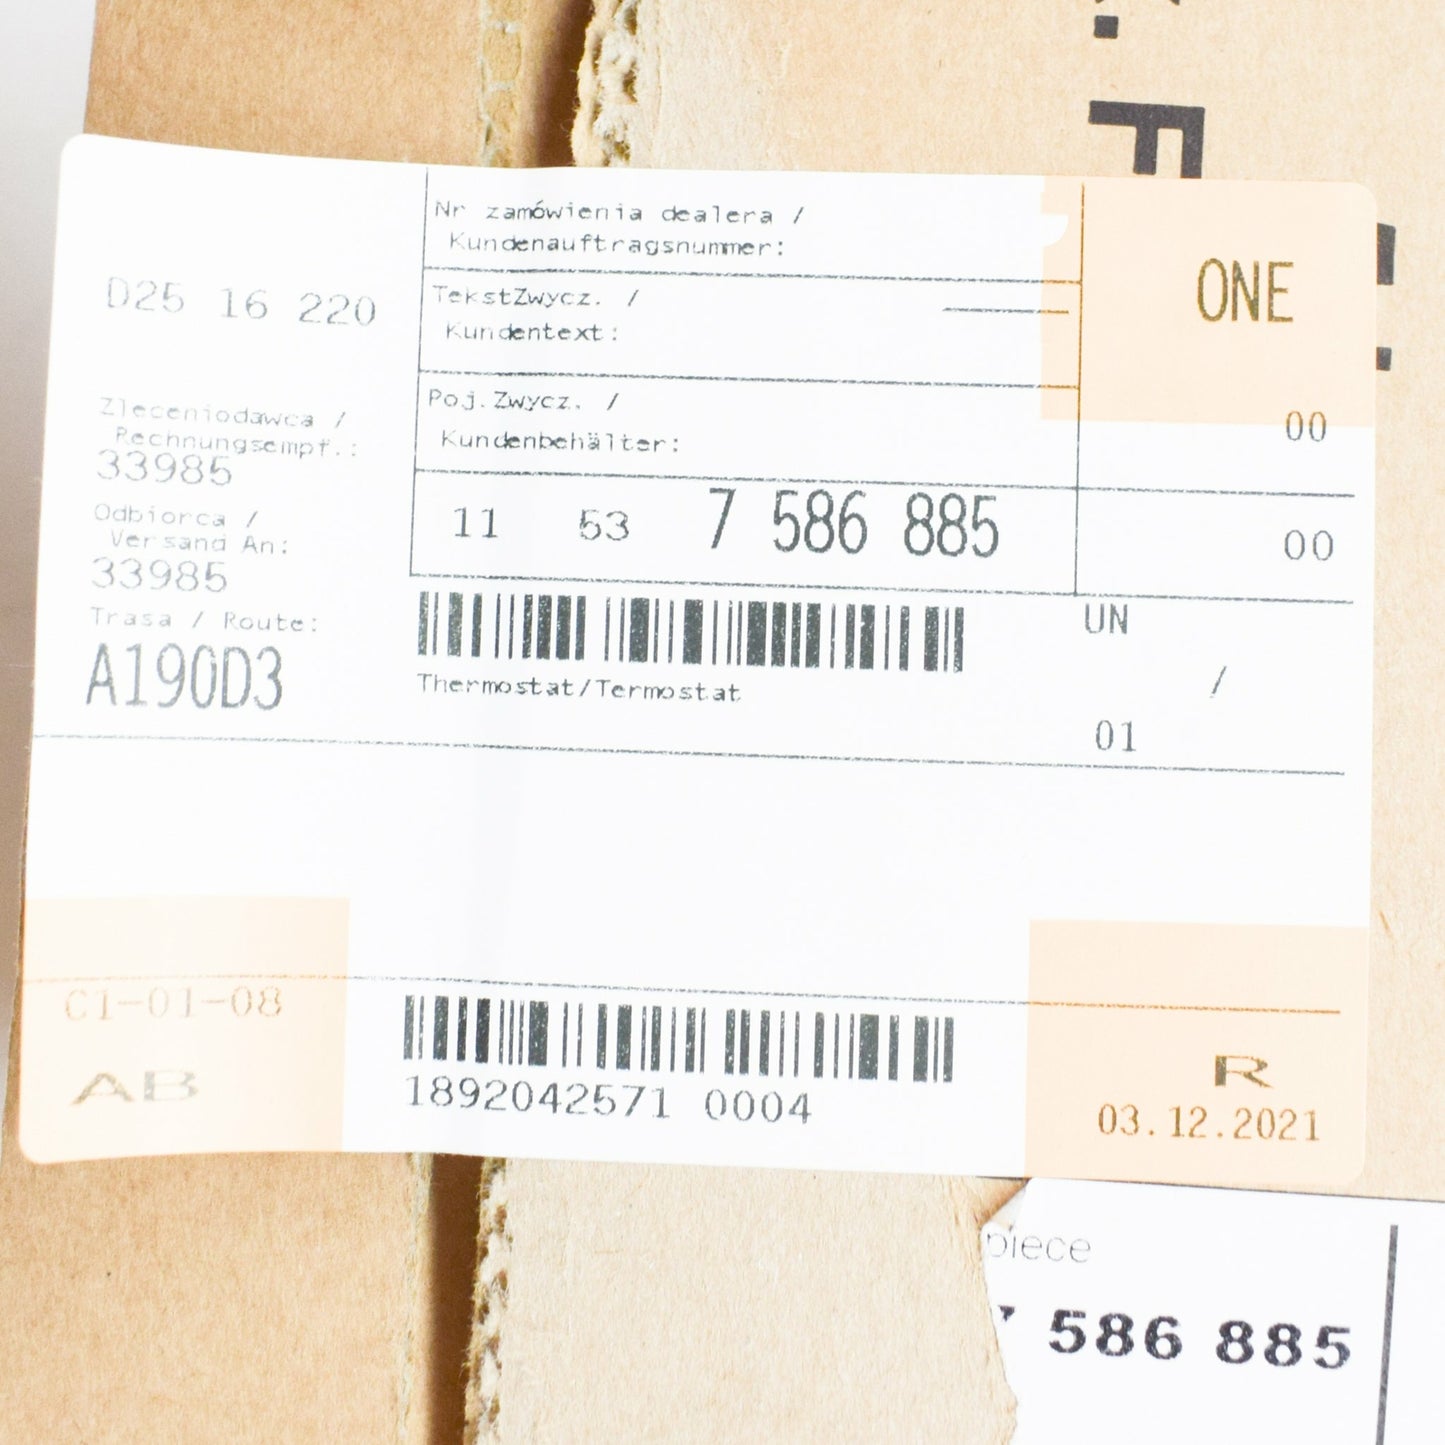 F
D25 16 220
Nr zamówienia dealera /
Kundenauftragsnummer:
TekstZwycz. /
Kundentext:
Poj.Zwycz. /
Kundenbehälter:
ONE
00
Zleceniodawca /
Rechnungsempf.:
33985
Odbiorca /
Versand An:
33985
Trasa / Route:
A190D3
11 53 7 586 885
00
Thermostat/Termostat
UN
/
01
C1-01-08
AB
1892042571 0004
R
03.12.2021
piece
7 586 885